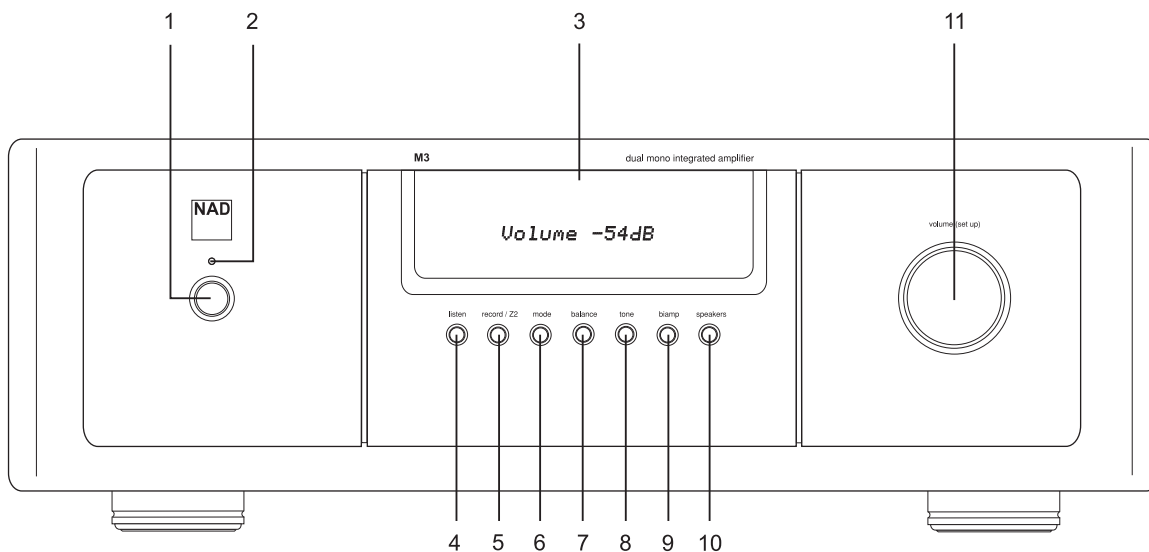 1 2 3 11
M3 dual mono integrated amplifier
NAD
Volume -54dB
volume (set up)
listen record / Z2 mode balance tone biamp speakers
4 5 6 7 8 9 10